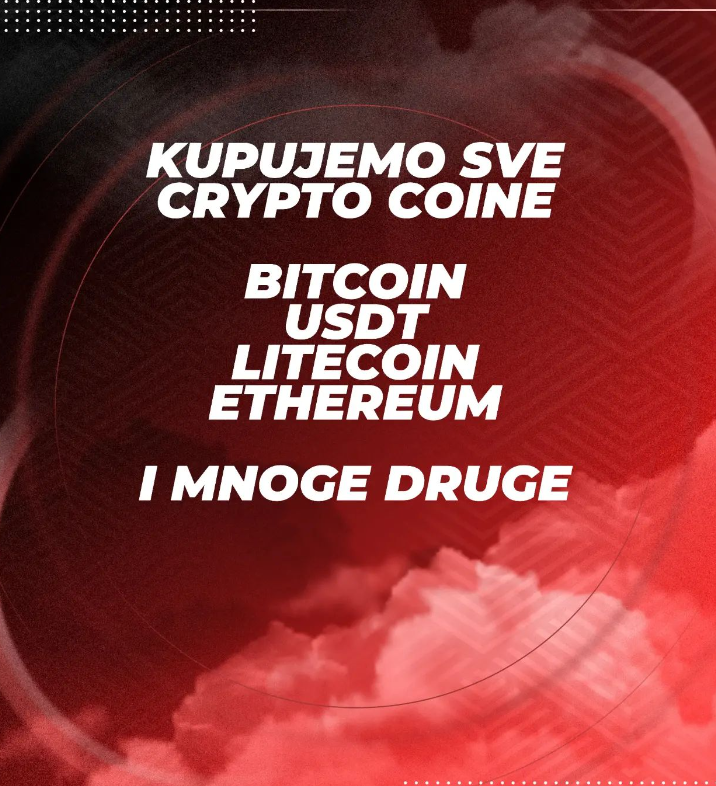 KUPUJEMO SVE
CRYPTO COINE
BITCOIN
USDT
LITECOIN
ETHEREUM
I MNOGE DRUGE